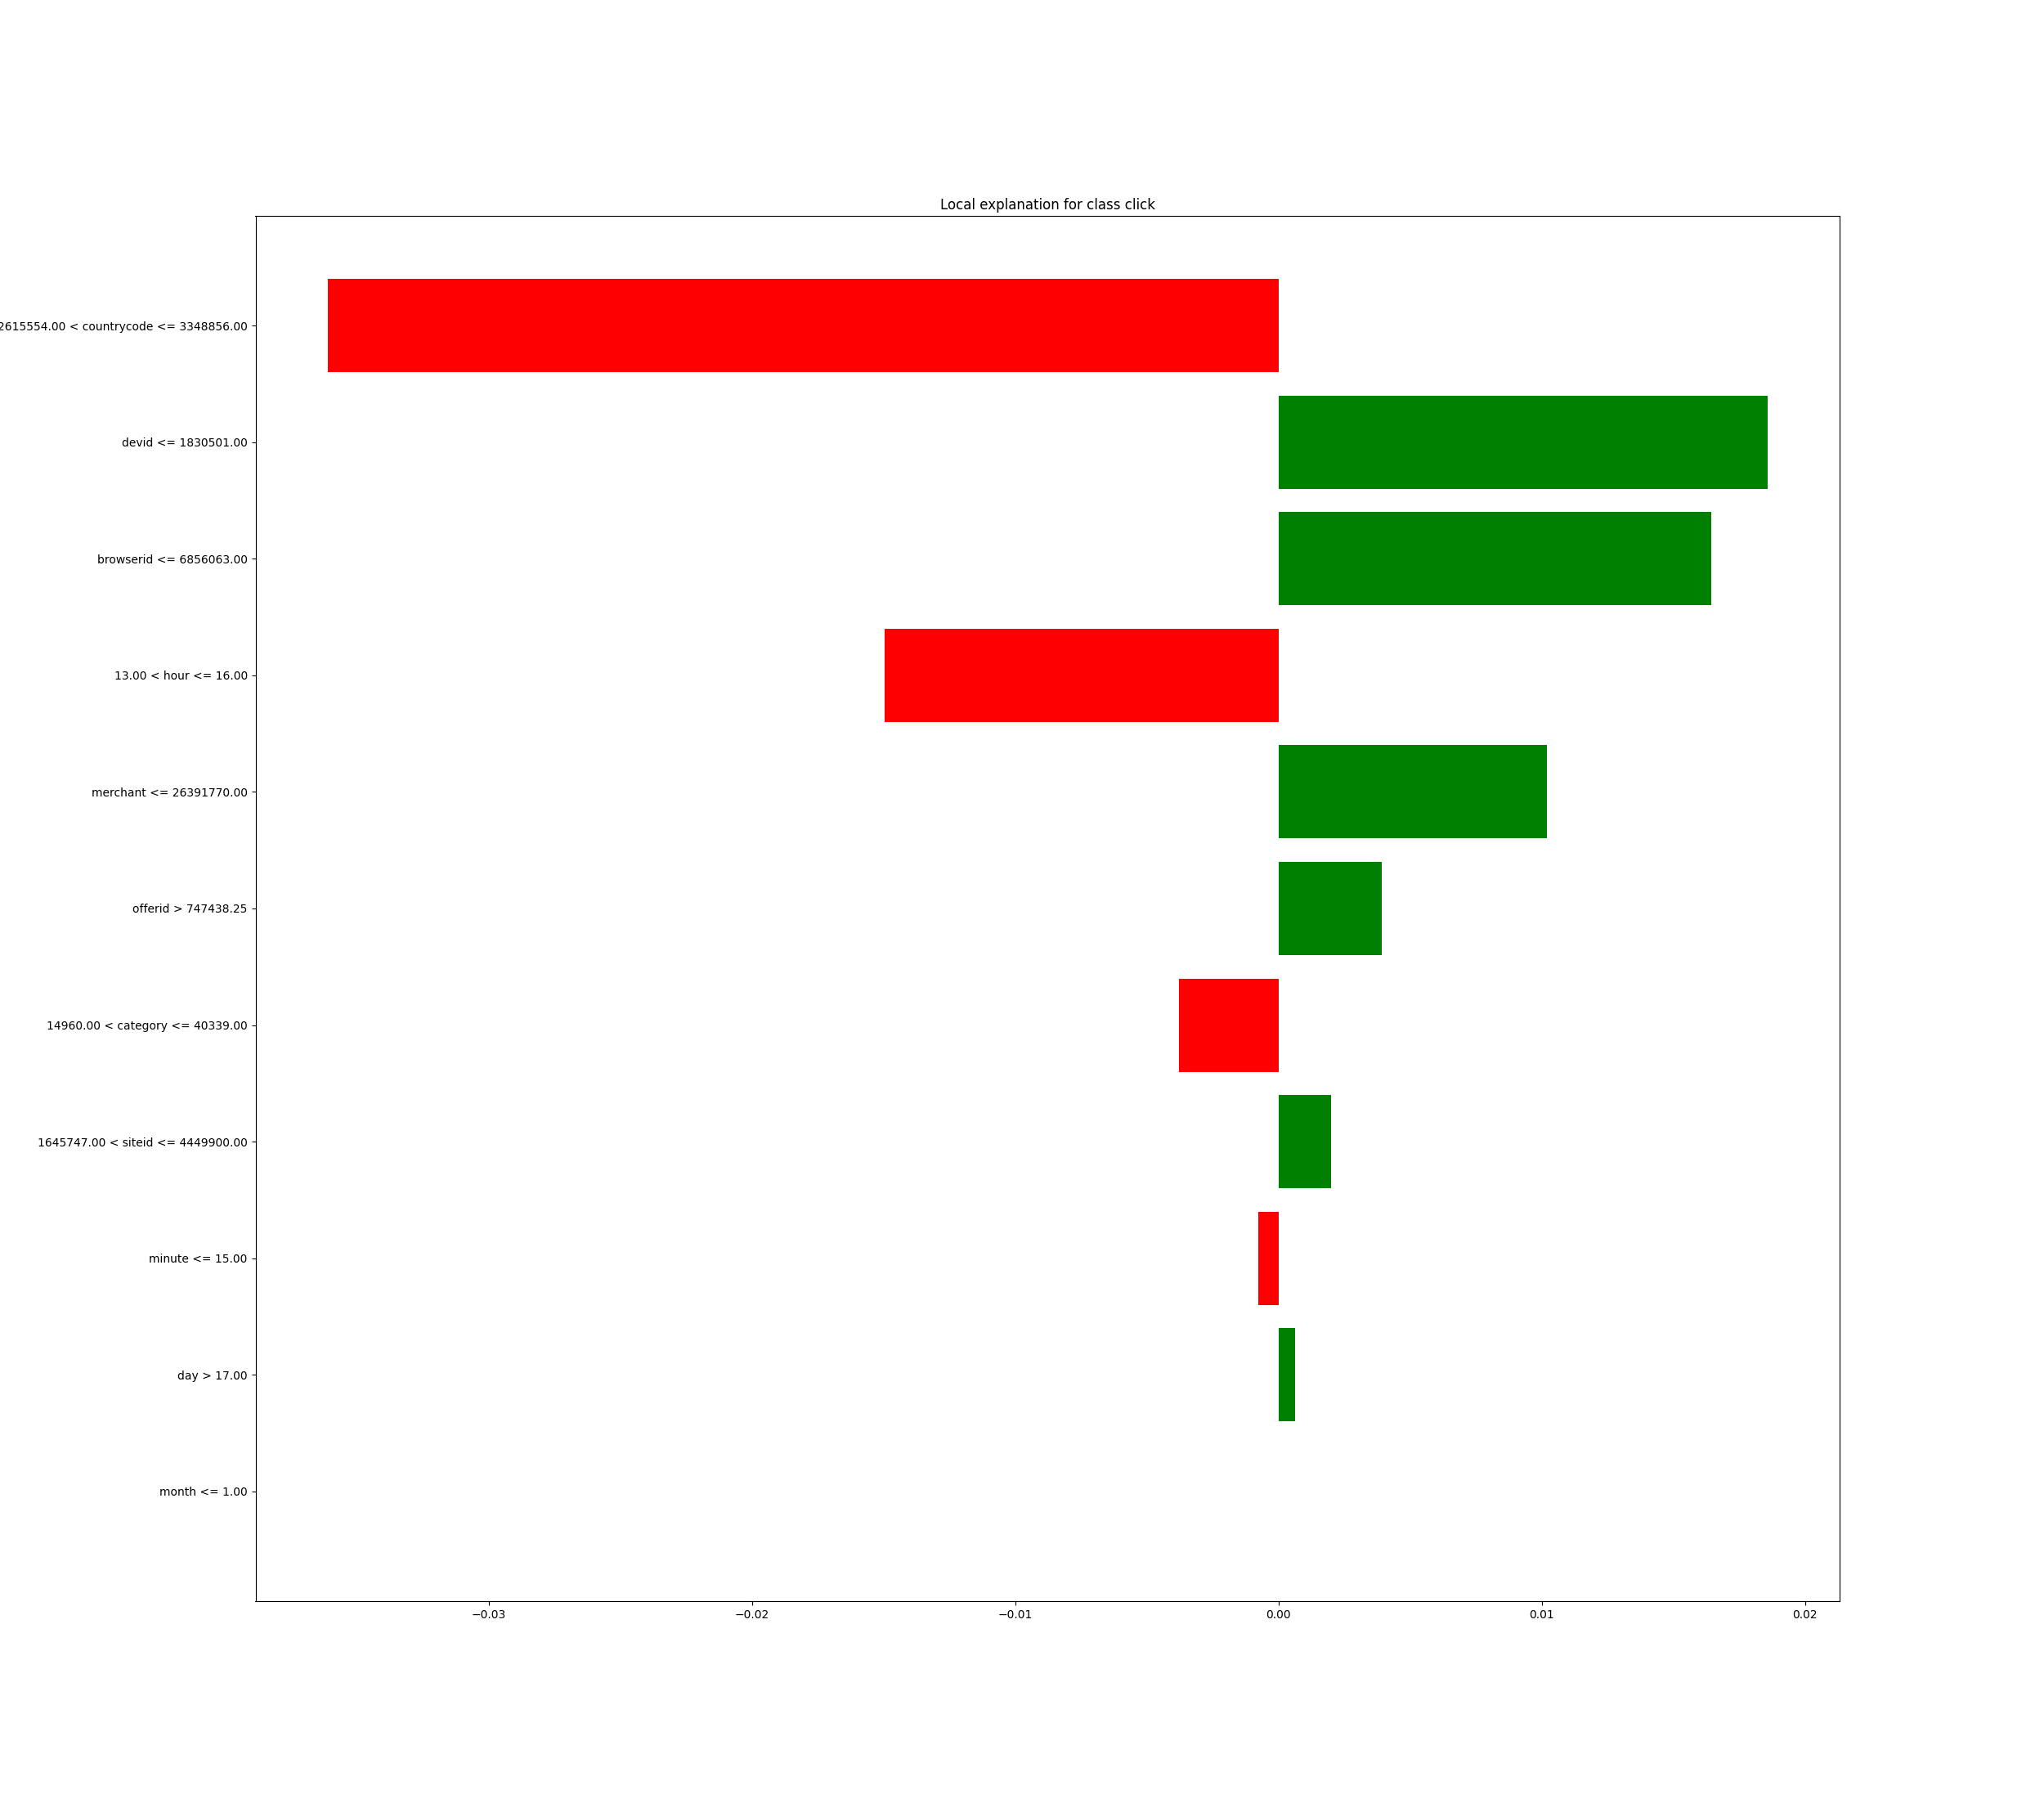 Local explanation for class click
2615554.00 < countrycode <= 3348856.00
devid <= 1830501.00
browserid <= 6856063.00
13.00 < hour <= 16.00
merchant <= 26391770.00
offerid > 747438.25
14960.00 < category <= 40339.00
1645747.00 < siteid <= 4449900.00
minute <= 15.00
day > 17.00
month <= 1.00
−0.03 −0.02 −0.01 0.00 0.01 0.02